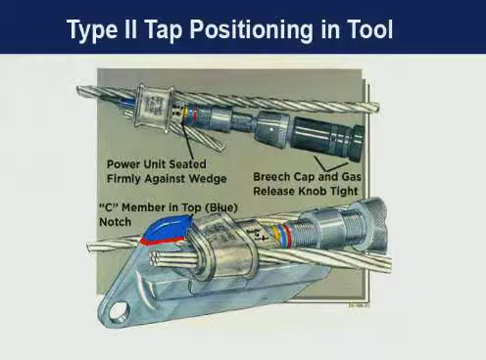 Type II Tap Positioning in Tool
Power Unit Seated
Firmly Against Wedge
Breech Cap and Gas
Release Knob Tight
"C" Member in Top (Blue)
Notch